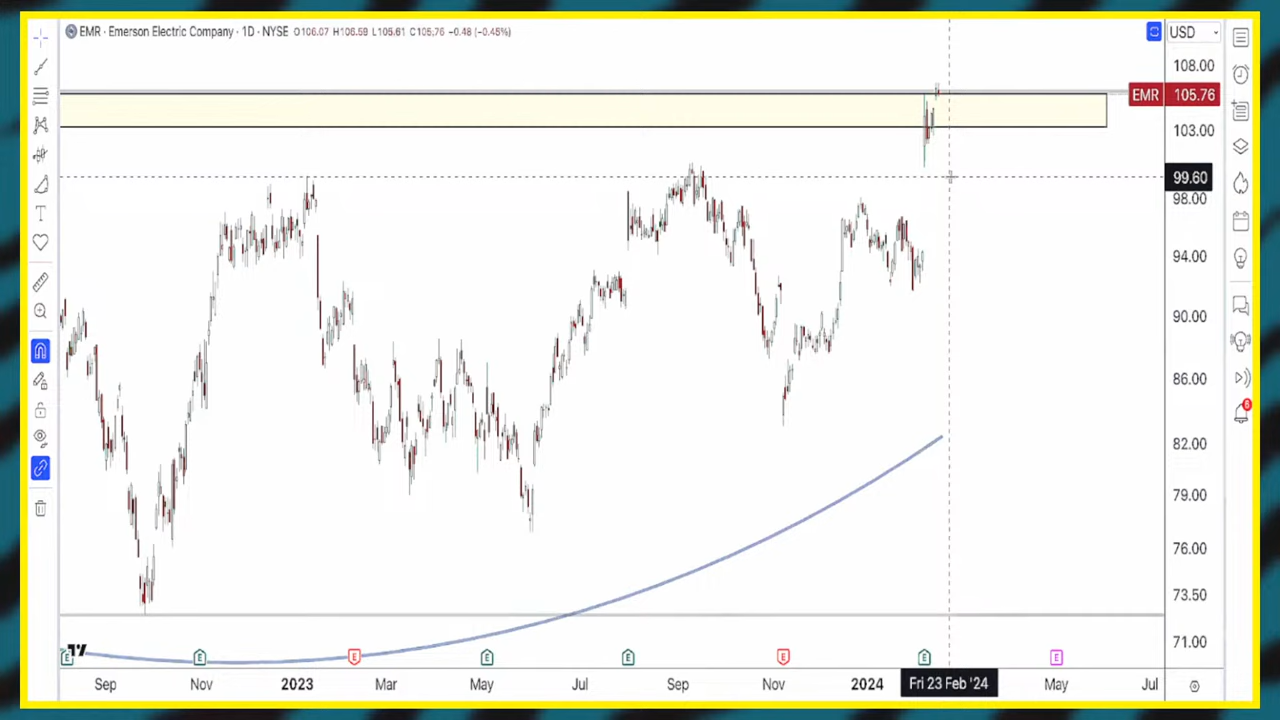 EMR · Emerson Electric Company · 1D · NYSE O106.07 H106.59 L105.61 C105.76 −0.48 (−0.45%)
USD
108.00
EMR 105.76
103.00
99.60
98.00
94.00
90.00
86.00
82.00
79.00
76.00
73.50
71.00
T
8
E E E E E E E E
Sep Nov 2023 Mar May Jul Sep Nov 2024 Fri 23 Feb '24 May Jul